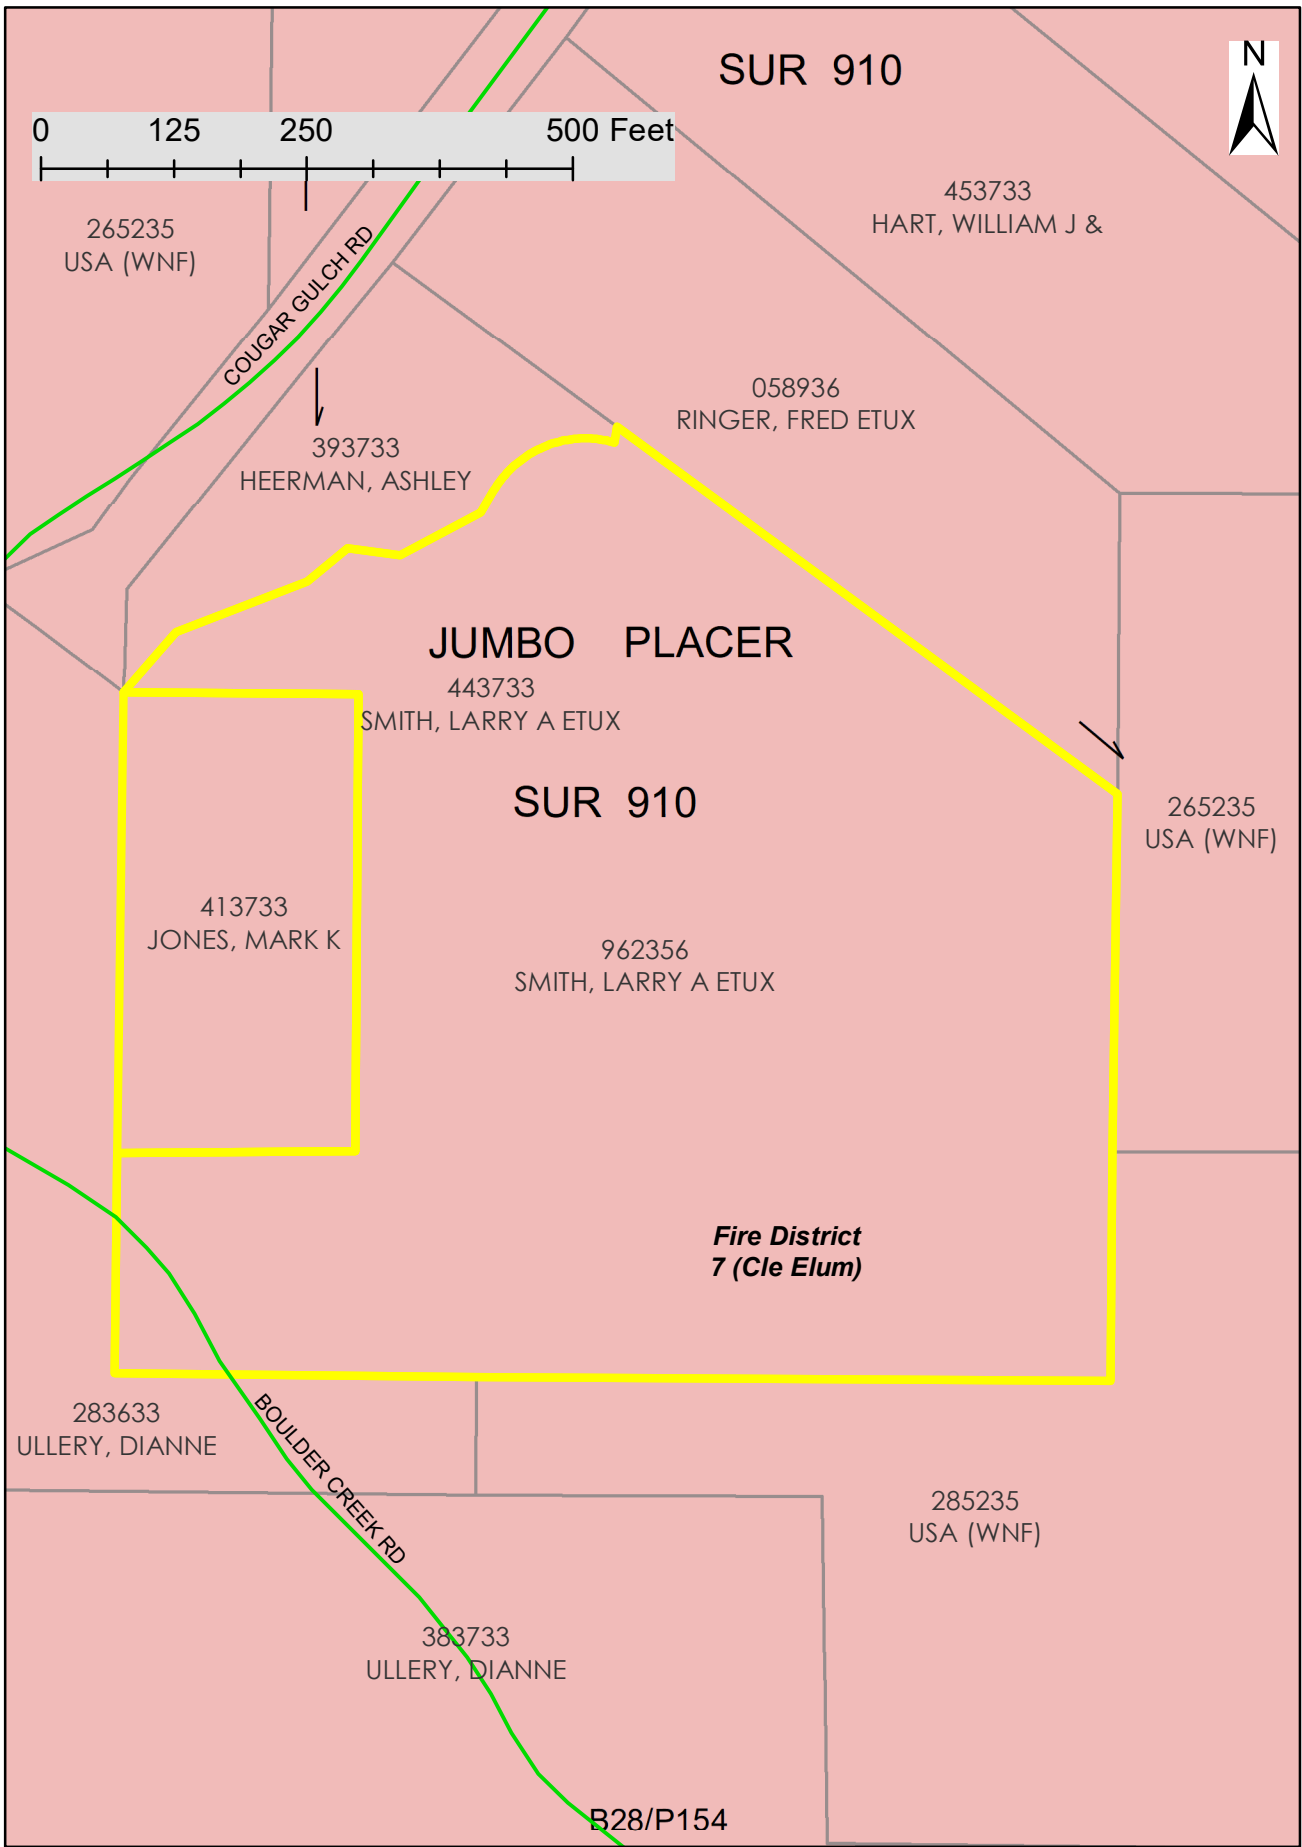 SUR 910
N
0 125 250 500 Feet
453733
HART, WILLIAM J &
265235
USA (WNF)
COUGAR GULCH RD
058936
RINGER, FRED ETUX
393733
HEERMAN, ASHLEY
JUMBO PLACER
443733
SMITH, LARRY A ETUX
SUR 910
265235
USA (WNF)
413733
JONES, MARK K
962356
SMITH, LARRY A ETUX
Fire District
7 (Cle Elum)
283633
ULLERY, DIANNE
BOULDER CREEK RD
285235
USA (WNF)
383733
ULLERY, DIANNE
B28/P154